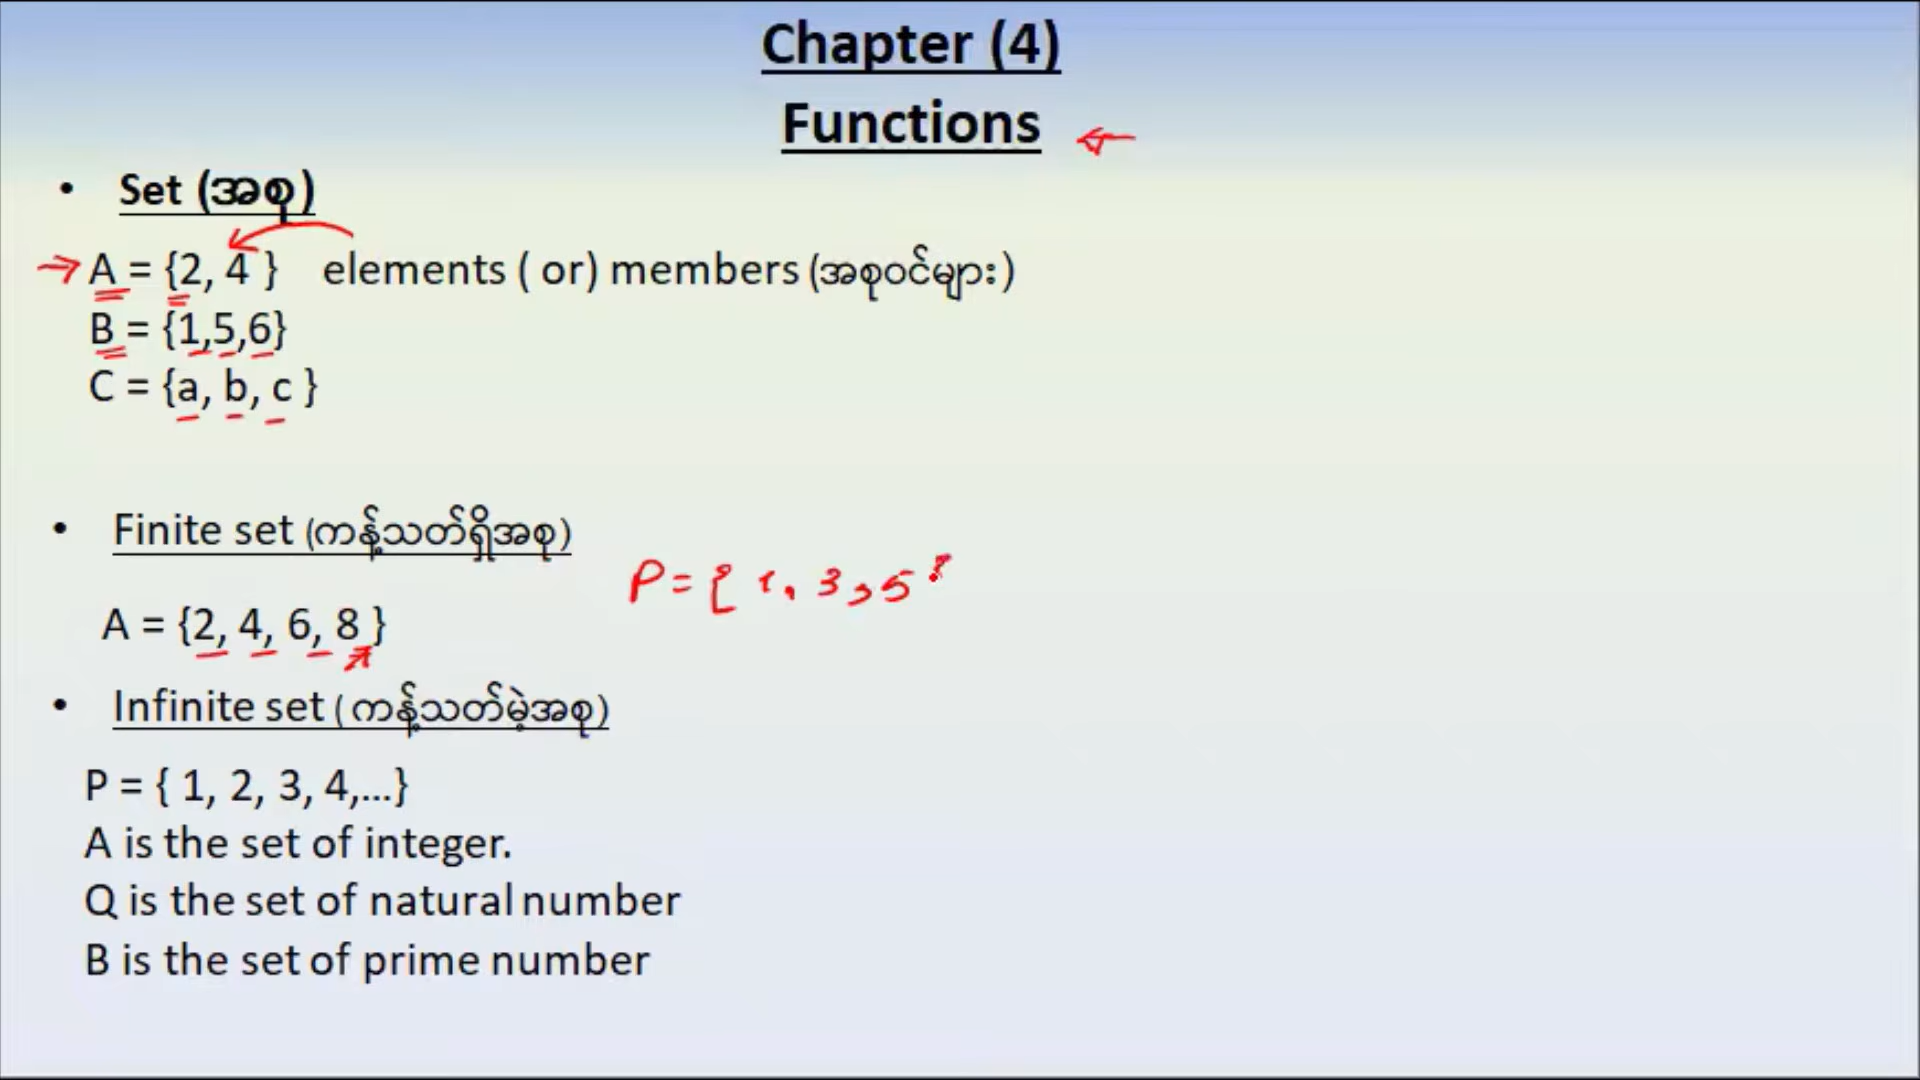 Chapter (4)
Functions
• Set (အစု)
A = {2, 4 } elements ( or) members (အစုဝင်များ)
B = {1,5,6}
C = {a, b, c }
• Finite set (ကန့်သတ်ရှိအစု)
P = { 1, 3, 5 }
A = {2, 4, 6, 8 }
• Infinite set ( ကန့်သတ်မဲ့အစု)
P = { 1, 2, 3, 4,...}
A is the set of integer.
Q is the set of natural number
B is the set of prime number